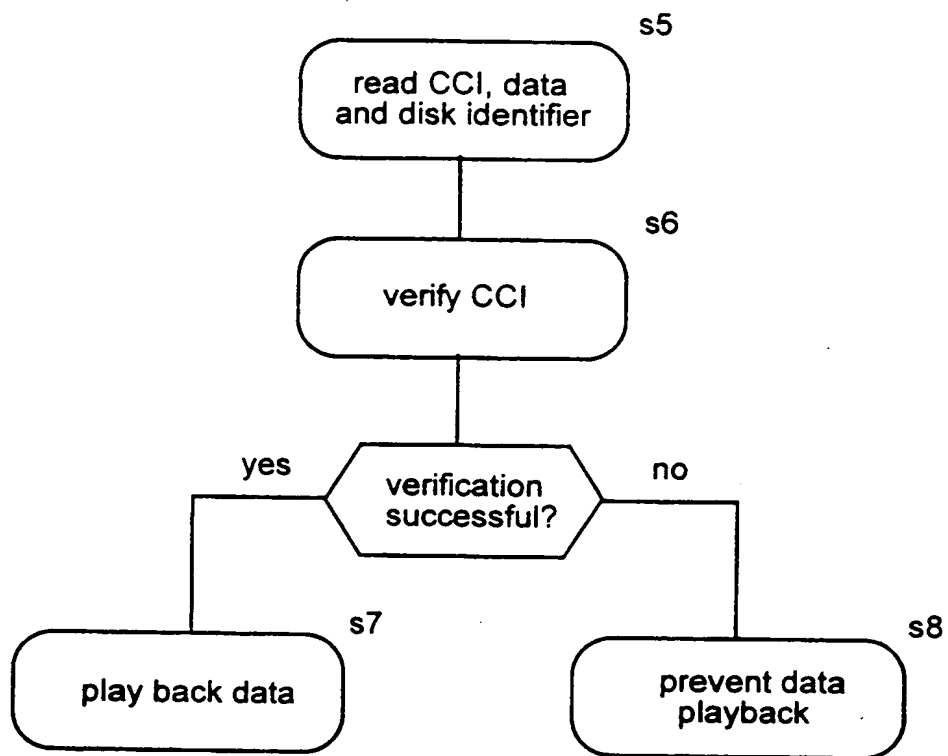 s5
read CCI, data
and disk identifier
s6
verify CCI
yes
verification
successful?
no
s7
play back data
s8
prevent data
playback